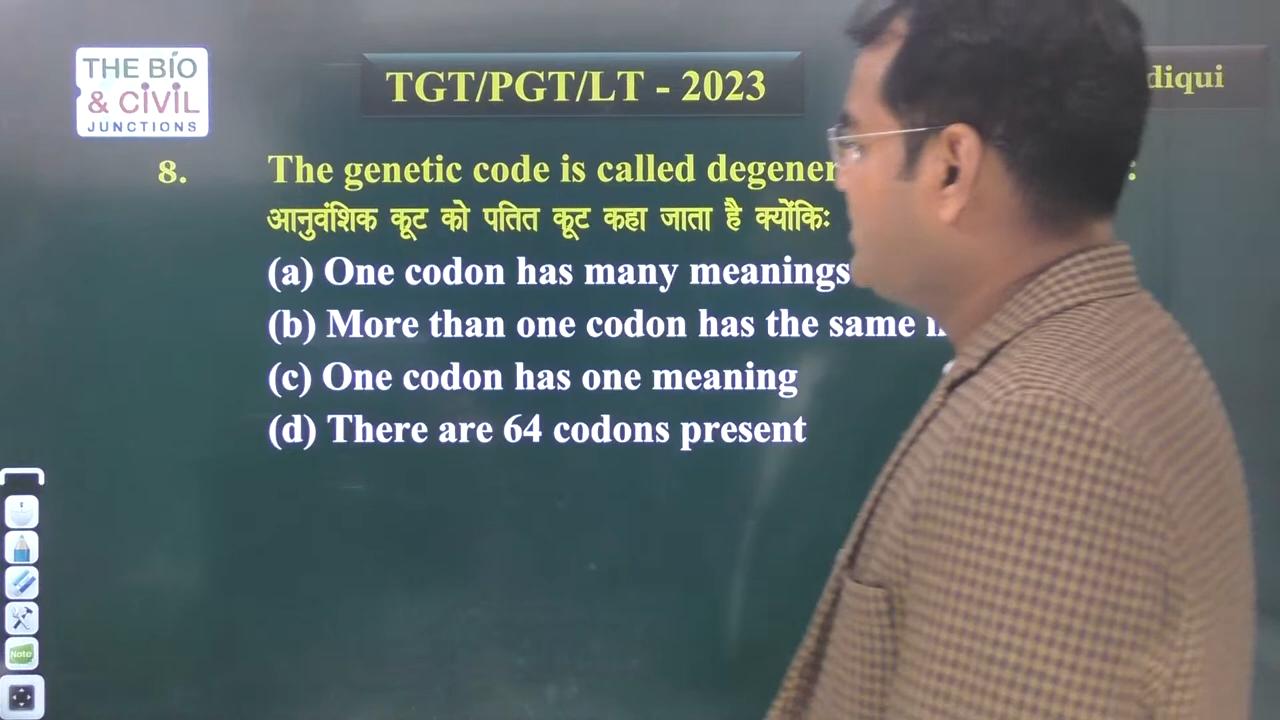 THE BIO
& CIVIL
JUNCTIONS
TGT/PGT/LT - 2023
8. The genetic code is called :
आनुवंशिक कूट को पतित कूट कहा जाता है क्योंकिः
(a) One codon has many meanings
(b) More than one codon has the same
(c) One codon has one meaning
(d) There are 64 codons present
Note